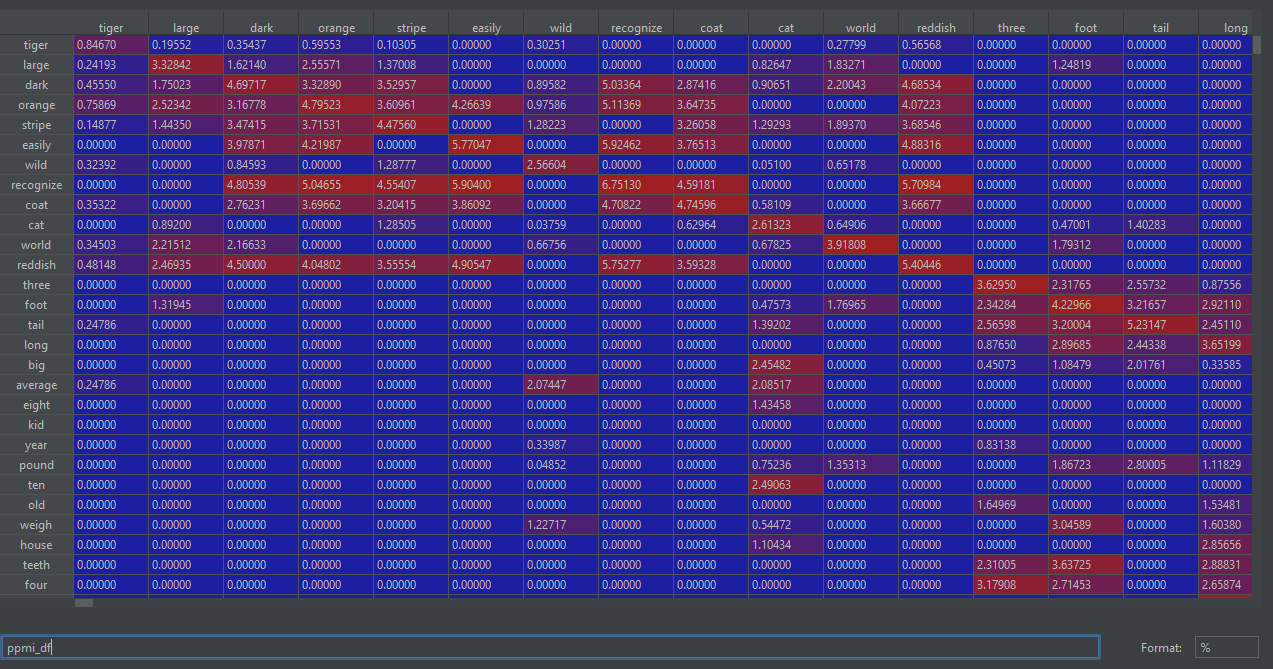 tiger large dark orange stripe easily wild recognize coat cat world reddish three foot tail long
tiger 0.84670 0.19552 0.35437 0.59553 0.10305 0.00000 0.30251 0.00000 0.00000 0.00000 0.27799 0.56568 0.00000 0.00000 0.00000 0.00000
large 0.24193 3.32842 1.62140 2.55571 1.37008 0.00000 0.00000 0.00000 0.00000 0.82647 1.83271 0.00000 0.00000 1.24819 0.00000 0.00000
dark 0.45550 1.75023 4.69717 3.32890 3.52957 0.00000 0.89582 5.03364 2.87416 0.90651 2.20043 4.68534 0.00000 0.00000 0.00000 0.00000
orange 0.75869 2.52342 3.16778 4.79523 3.60961 4.26639 0.97586 5.11369 3.64735 0.00000 0.00000 4.07223 0.00000 0.00000 0.00000 0.00000
stripe 0.14877 1.44350 3.47415 3.71531 4.47560 0.00000 1.28223 0.00000 3.26058 1.29293 1.89370 3.68546 0.00000 0.00000 0.00000 0.00000
easily 0.00000 0.00000 3.97871 4.21987 0.00000 5.77047 0.00000 5.92462 3.76513 0.00000 0.00000 4.88316 0.00000 0.00000 0.00000 0.00000
wild 0.32392 0.00000 0.84593 0.00000 1.28777 0.00000 2.56604 0.00000 0.00000 0.05100 0.65178 0.00000 0.00000 0.00000 0.00000 0.00000
recognize 0.00000 0.00000 4.80539 5.04655 4.55407 5.90400 0.00000 6.75130 4.59181 0.00000 0.00000 5.70984 0.00000 0.00000 0.00000 0.00000
coat 0.35322 0.00000 2.76231 3.69662 3.20415 3.86092 0.00000 4.70822 4.74596 0.58109 0.00000 3.66677 0.00000 0.00000 0.00000 0.00000
cat 0.00000 0.89200 0.00000 0.00000 1.28505 0.00000 0.03759 0.00000 0.62964 2.61323 0.64906 0.00000 0.00000 0.47001 1.40283 0.00000
world 0.34503 2.21512 2.16633 0.00000 0.00000 0.00000 0.66756 0.00000 0.00000 0.67825 3.91808 0.00000 0.00000 1.79312 0.00000 0.00000
reddish 0.48148 2.46935 4.50000 4.04802 3.55554 4.90547 0.00000 5.75277 3.59328 0.00000 0.00000 5.40446 0.00000 0.00000 0.00000 0.00000
three 0.00000 0.00000 0.00000 0.00000 0.00000 0.00000 0.00000 0.00000 0.00000 0.00000 0.00000 0.00000 3.62950 2.31765 2.55732 0.87556
foot 0.00000 1.31945 0.00000 0.00000 0.00000 0.00000 0.00000 0.00000 0.00000 0.47573 1.76965 0.00000 2.34284 4.22966 3.21657 2.92110
tail 0.24786 0.00000 0.00000 0.00000 0.00000 0.00000 0.00000 0.00000 0.00000 1.39202 0.00000 0.00000 2.56598 3.20004 5.23147 2.45110
long 0.00000 0.00000 0.00000 0.00000 0.00000 0.00000 0.00000 0.00000 0.00000 0.00000 0.00000 0.00000 0.87650 2.89685 2.44338 3.65199
big 0.00000 0.00000 0.00000 0.00000 0.00000 0.00000 0.00000 0.00000 0.00000 2.45482 0.00000 0.00000 0.45073 1.08479 2.01761 0.33585
average 0.24786 0.00000 0.00000 0.00000 0.00000 0.00000 2.07447 0.00000 0.00000 2.08517 0.00000 0.00000 0.00000 0.00000 0.00000 0.00000
eight 0.00000 0.00000 0.00000 0.00000 0.00000 0.00000 0.00000 0.00000 0.00000 1.43458 0.00000 0.00000 0.00000 0.00000 0.00000 0.00000
kid 0.00000 0.00000 0.00000 0.00000 0.00000 0.00000 0.00000 0.00000 0.00000 0.00000 0.00000 0.00000 0.00000 0.00000 0.00000 0.00000
year 0.00000 0.00000 0.00000 0.00000 0.00000 0.00000 0.33987 0.00000 0.00000 0.00000 0.00000 0.00000 0.83138 0.00000 0.00000 0.00000
pound 0.00000 0.00000 0.00000 0.00000 0.00000 0.00000 0.04852 0.00000 0.00000 0.75236 1.35313 0.00000 0.00000 1.86723 2.80005 1.11829
ten 0.00000 0.00000 0.00000 0.00000 0.00000 0.00000 0.00000 0.00000 0.00000 2.49063 0.00000 0.00000 0.00000 0.00000 0.00000 0.00000
old 0.00000 0.00000 0.00000 0.00000 0.00000 0.00000 0.00000 0.00000 0.00000 0.00000 0.00000 0.00000 1.64969 0.00000 0.00000 1.53481
weigh 0.00000 0.00000 0.00000 0.00000 0.00000 0.00000 1.22717 0.00000 0.00000 0.54472 0.00000 0.00000 0.00000 3.04589 0.00000 1.60380
house 0.00000 0.00000 0.00000 0.00000 0.00000 0.00000 0.00000 0.00000 0.00000 1.10434 0.00000 0.00000 0.00000 0.00000 0.00000 2.85656
teeth 0.00000 0.00000 0.00000 0.00000 0.00000 0.00000 0.00000 0.00000 0.00000 0.00000 0.00000 0.00000 2.31005 3.63725 0.00000 2.88831
four 0.00000 0.00000 0.00000 0.00000 0.00000 0.00000 0.00000 0.00000 0.00000 0.00000 0.00000 0.00000 3.17908 2.71453 0.00000 2.65874
ppmi_df Format: %